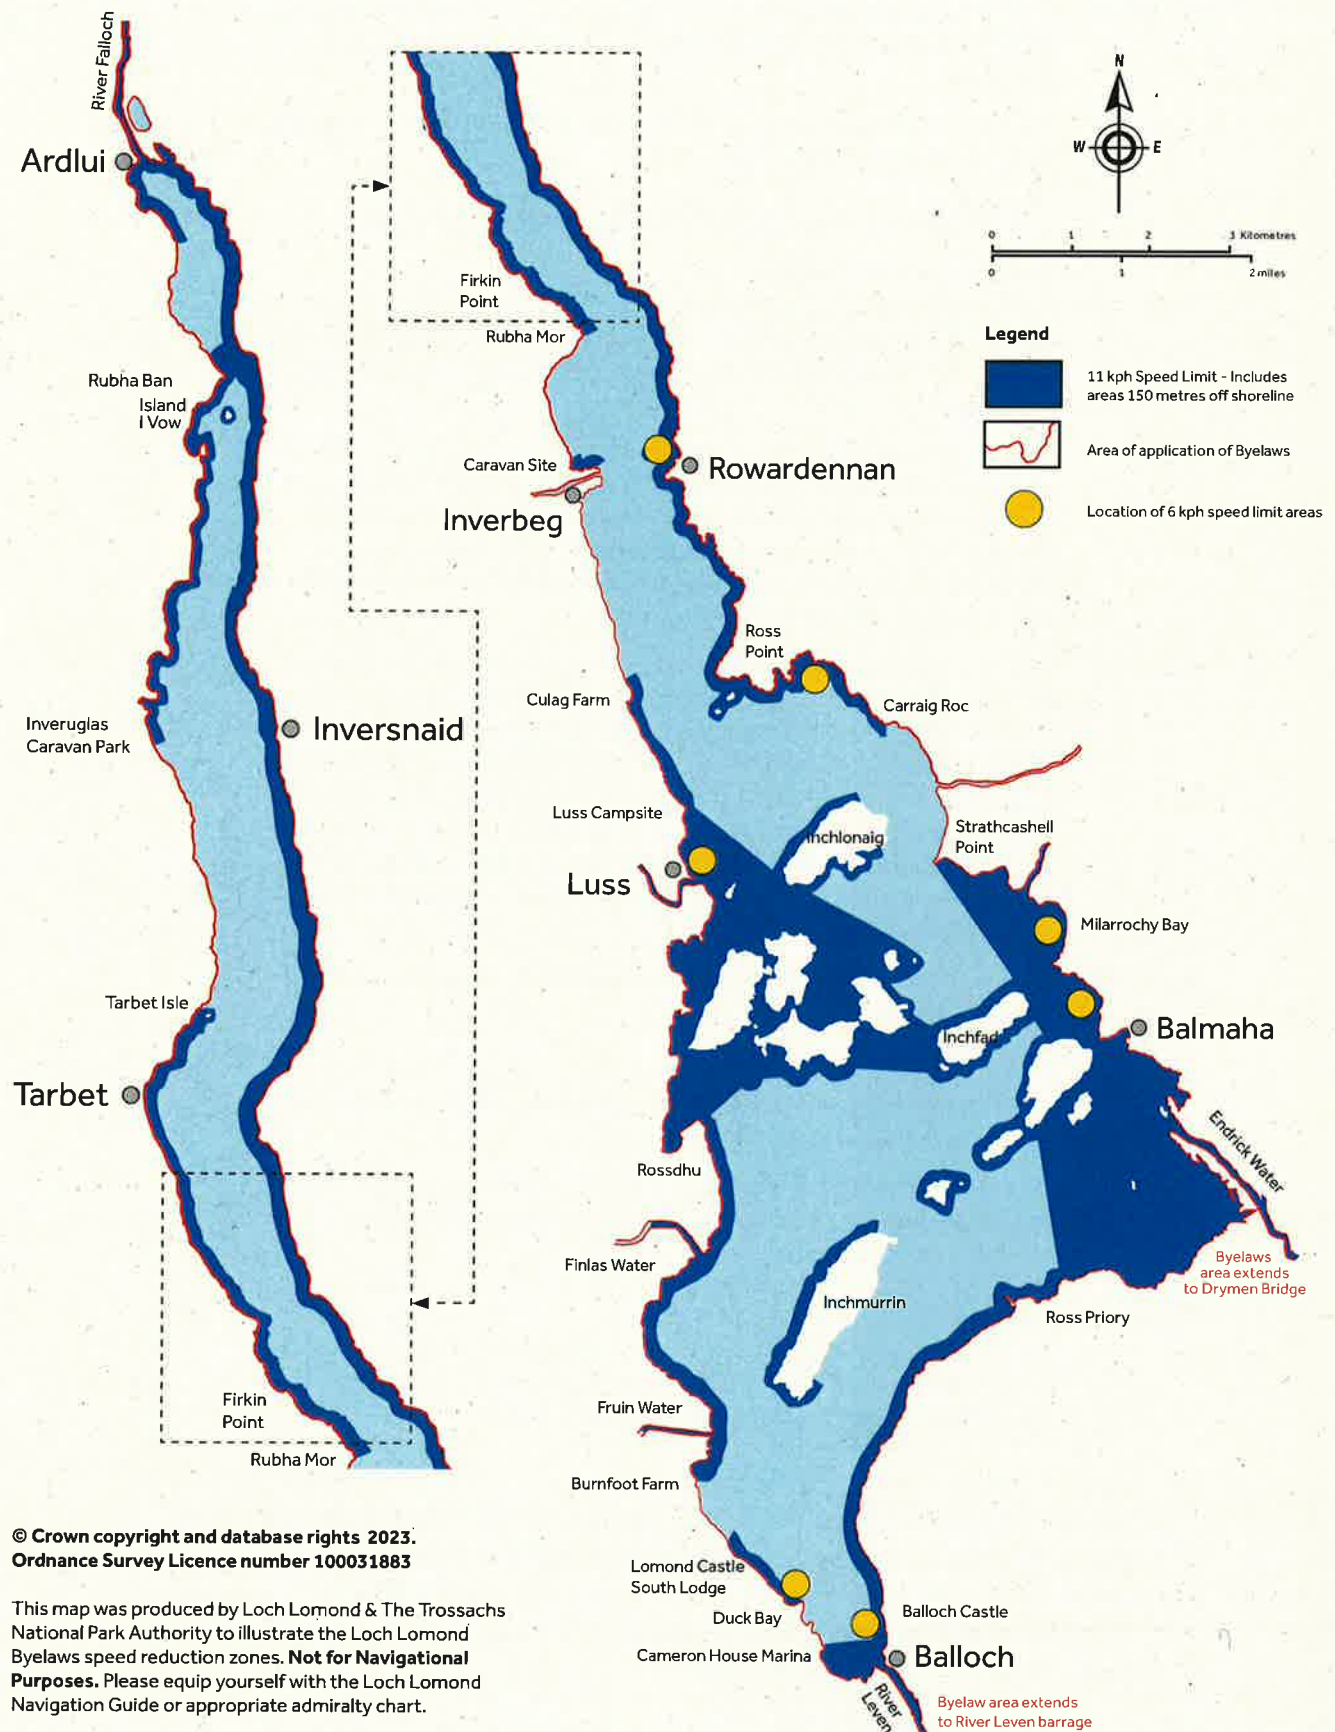 River Falloch
Ardlui
Rubha Ban
Island
I Vow
Inveruglas
Caravan Park
Inversnaid
Tarbet Isle
Tarbet
Firkin
Point
Rubha Mor
Firkin
Point
Rubha Mor
Caravan Site
Inverbeg
Rowardennan
Ross
Point
Culag Farm
Carraig Roc
Luss Campsite
Inchlonaig
Strathcashell
Point
Luss
Milarrochy Bay
Inchfad
Balmaha
Endrick Water
Rossdhu
Finlas Water
Byelaws
area extends
to Drymen Bridge
Inchmurrin
Ross Priory
Fruin Water
Burnfoot Farm
Lomond Castle
South Lodge
Duck Bay
Balloch Castle
Cameron House Marina
Balloch
River
Leven
Byelaw area extends
to River Leven barrage
N
W E
0 1 2 3 Kilometres
0 1 2 miles
Legend
11 kph Speed Limit - Includes
areas 150 metres off shoreline
Area of application of Byelaws
Location of 6 kph speed limit areas
© Crown copyright and database rights 2023.
Ordnance Survey Licence number 100031883
This map was produced by Loch Lomond & The Trossachs
National Park Authority to illustrate the Loch Lomond
Byelaws speed reduction zones. Not for Navigational
Purposes. Please equip yourself with the Loch Lomond
Navigation Guide or appropriate admiralty chart.